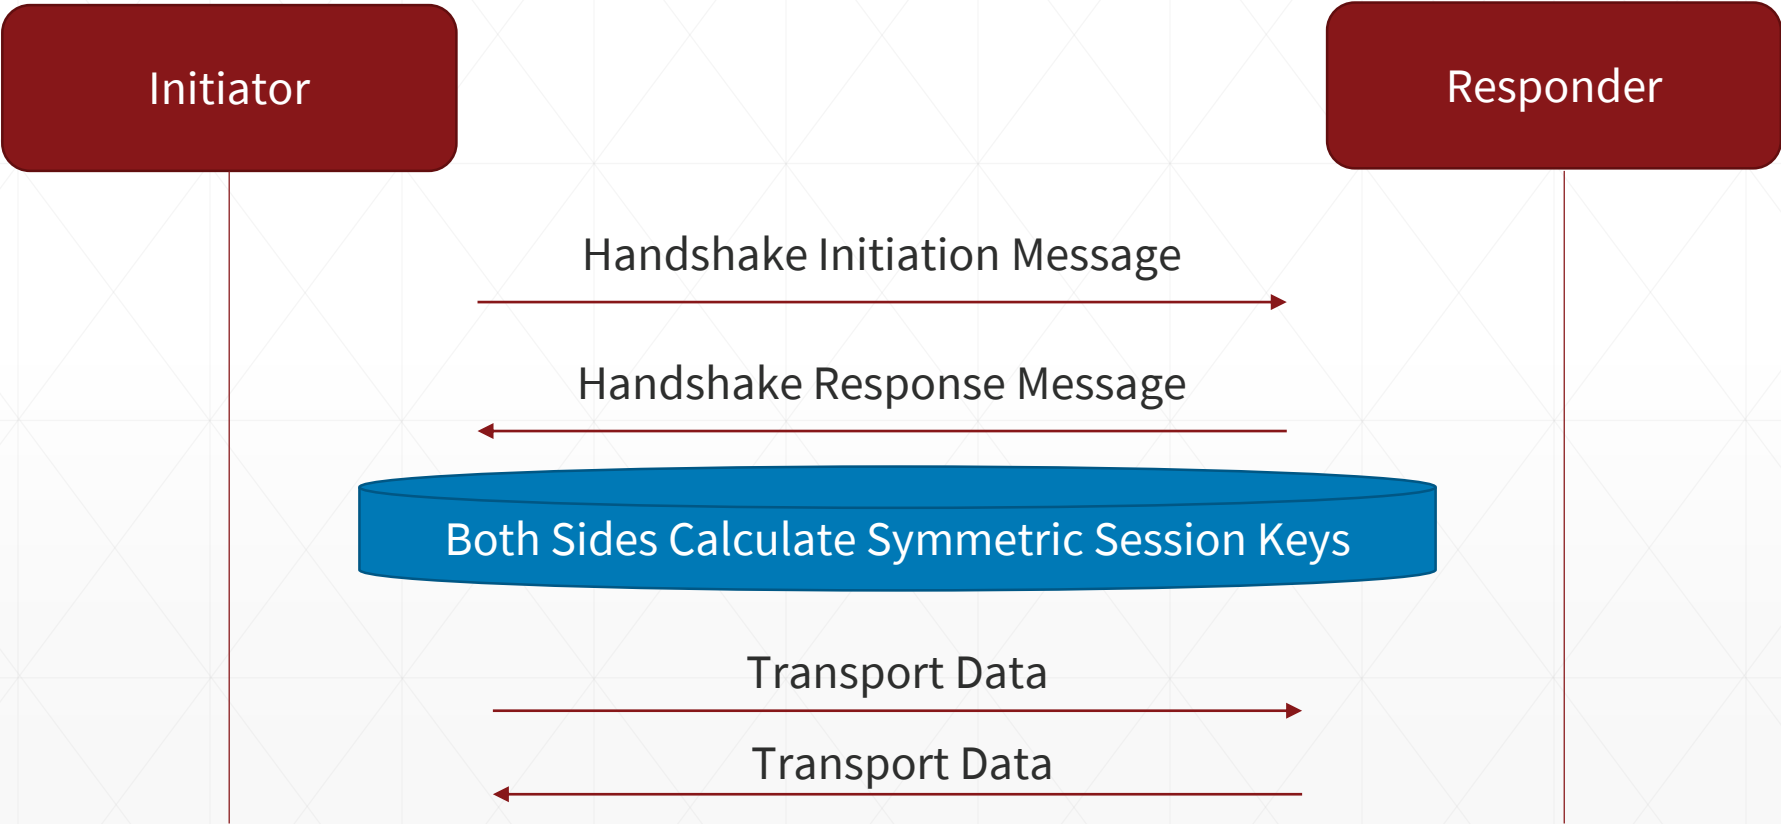 Initiator
Responder
Handshake Initiation Message
Handshake Response Message
Both Sides Calculate Symmetric Session Keys
Transport Data
Transport Data